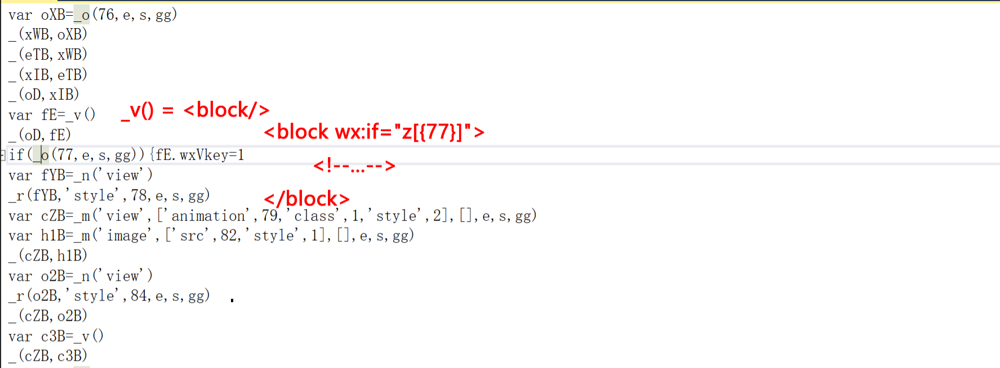 var oXB=_o(76,e,s,gg)
_(xWB,oXB)
_(eTB,xWB)
_(xIB,eTB)
_(oD,xIB)
var fE=_v()
_v() = <block/>
_(oD,fE)
<block wx:if="z[{77}]">
if(_o(77,e,s,gg)){fE.wxVkey=1
<!--...-->
var fYB=_n('view')
_r(fYB,'style',78,e,s,gg)
</block>
var cZB=_m('view',['animation',79,'class',1,'style',2],[],e,s,gg)
var h1B=_m('image',['src',82,'style',1],[],e,s,gg)
_(cZB,h1B)
var o2B=_n('view')
_r(o2B,'style',84,e,s,gg)
_(cZB,o2B)
var c3B=_v()
_(cZB,c3B)